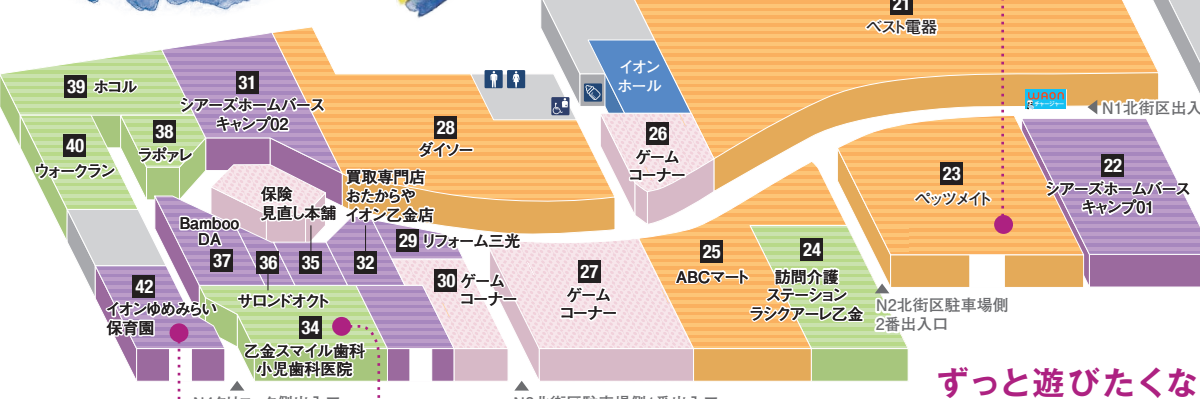 21
ベスト電器
イオン
ホール
39 ホコル
31
シアーズホームバース
キャンプ02
38
ラポァレ
40
ウォークラン
28
ダイソー
26
ゲーム
コーナー
WAON
チャージャー
N1北街区出入
22
シアーズホームバース
キャンプ01
23
ペッツメイト
保険
見直し本舗
買取専門店
おたからや
イオン乙金店
Bamboo
DA
37
36
35
32
29 リフォーム三光
30 ゲーム
コーナー
27
ゲーム
コーナー
25
ABCマート
24
訪問介護
ステーション
ラシクアーレ乙金
N2北街区駐車場側
2番出入口
42
イオンゆめみらい
保育園
サロンドオクト
34
乙金スマイル歯科
小児歯科医院
ずっと遊びたくな